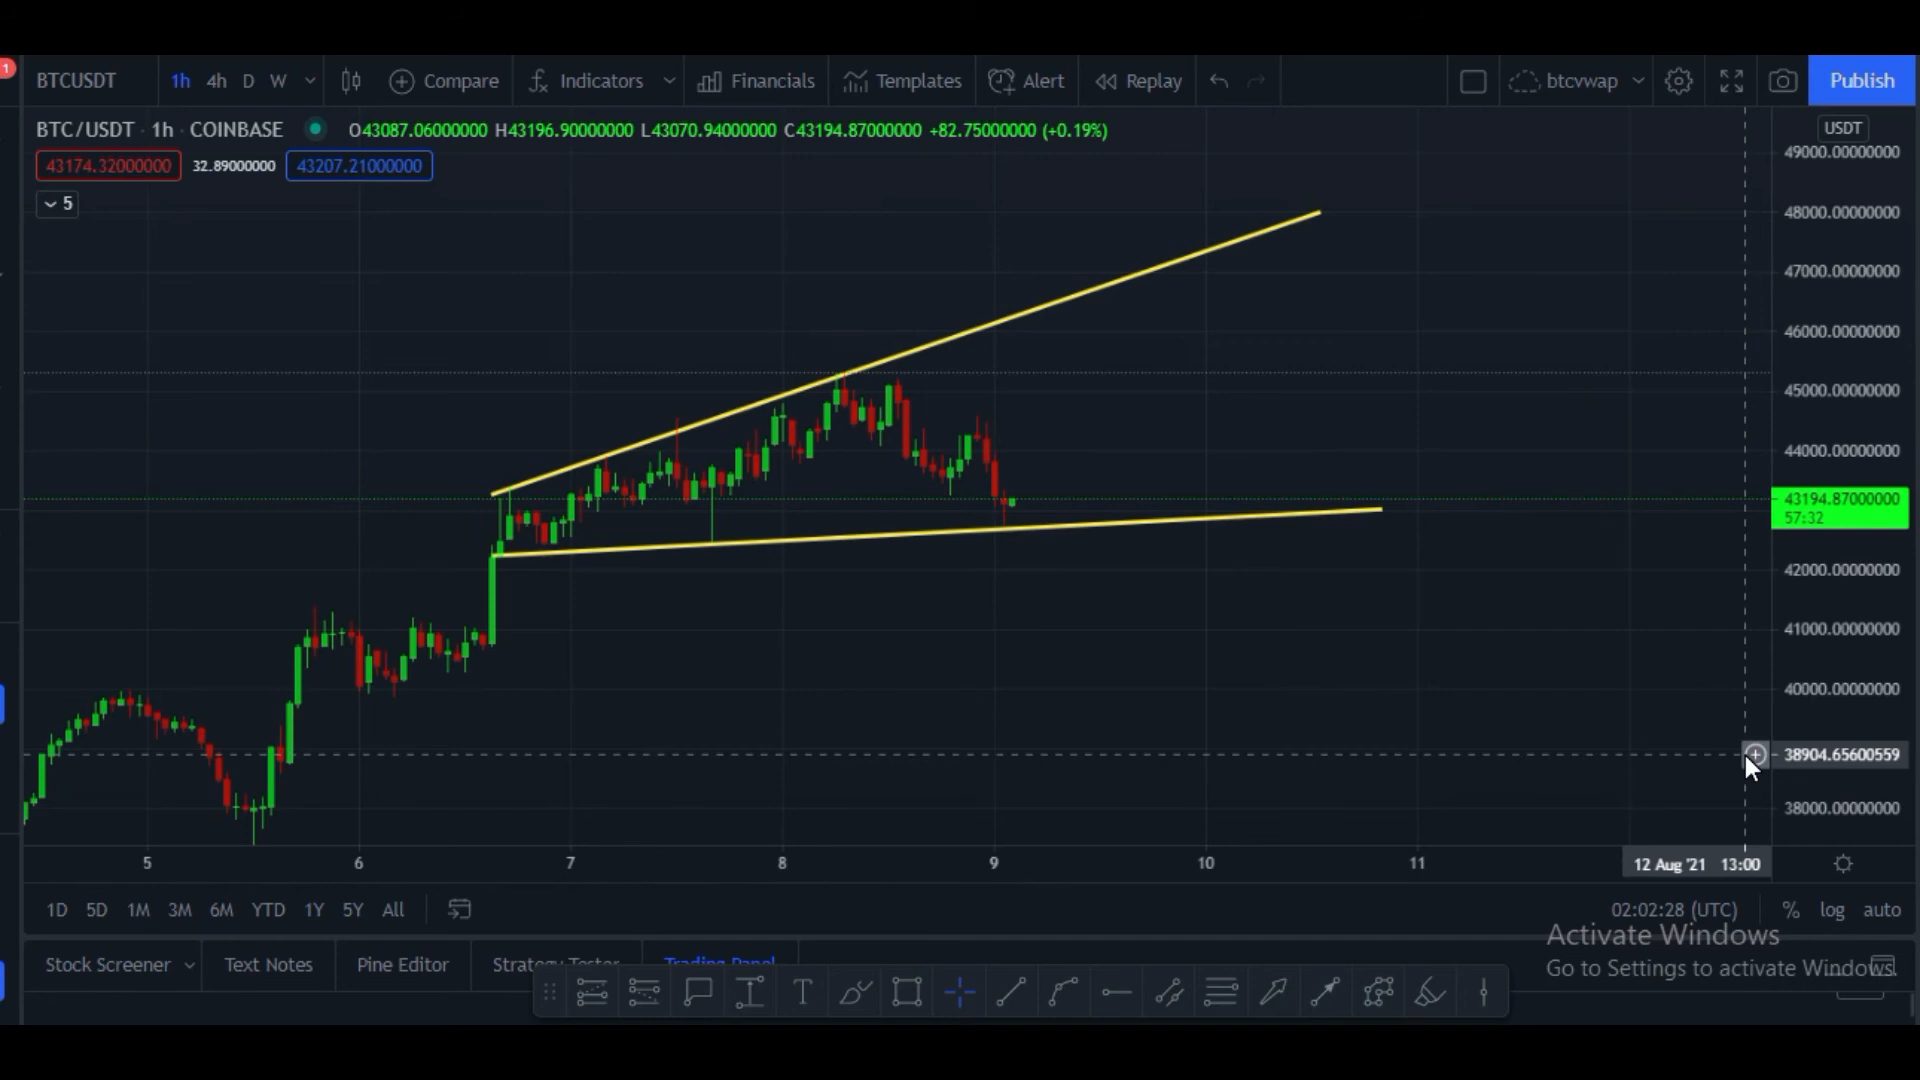 1
BTCUSDT 1h 4h D W Compare Indicators Financials Templates Alert Replay btcvwap Publish
BTC/USDT · 1h · COINBASE O43087.06000000 H43196.90000000 L43070.94000000 C43194.87000000 +82.75000000 (+0.19%)
43174.32000000 32.89000000 43207.21000000
5
USDT
49000.00000000
48000.00000000
47000.00000000
46000.00000000
45000.00000000
44000.00000000
43194.87000000
57:32
42000.00000000
41000.00000000
40000.00000000
38904.65600559
38000.00000000
5 6 7 8 9 10 11 12 Aug '21 13:00
1D 5D 1M 3M 6M YTD 1Y 5Y All 02:02:28 (UTC) % log auto
Activate Windows
Go to Settings to activate Windows.
Stock Screener Text Notes Pine Editor Strategy Tester Trading Panel
T